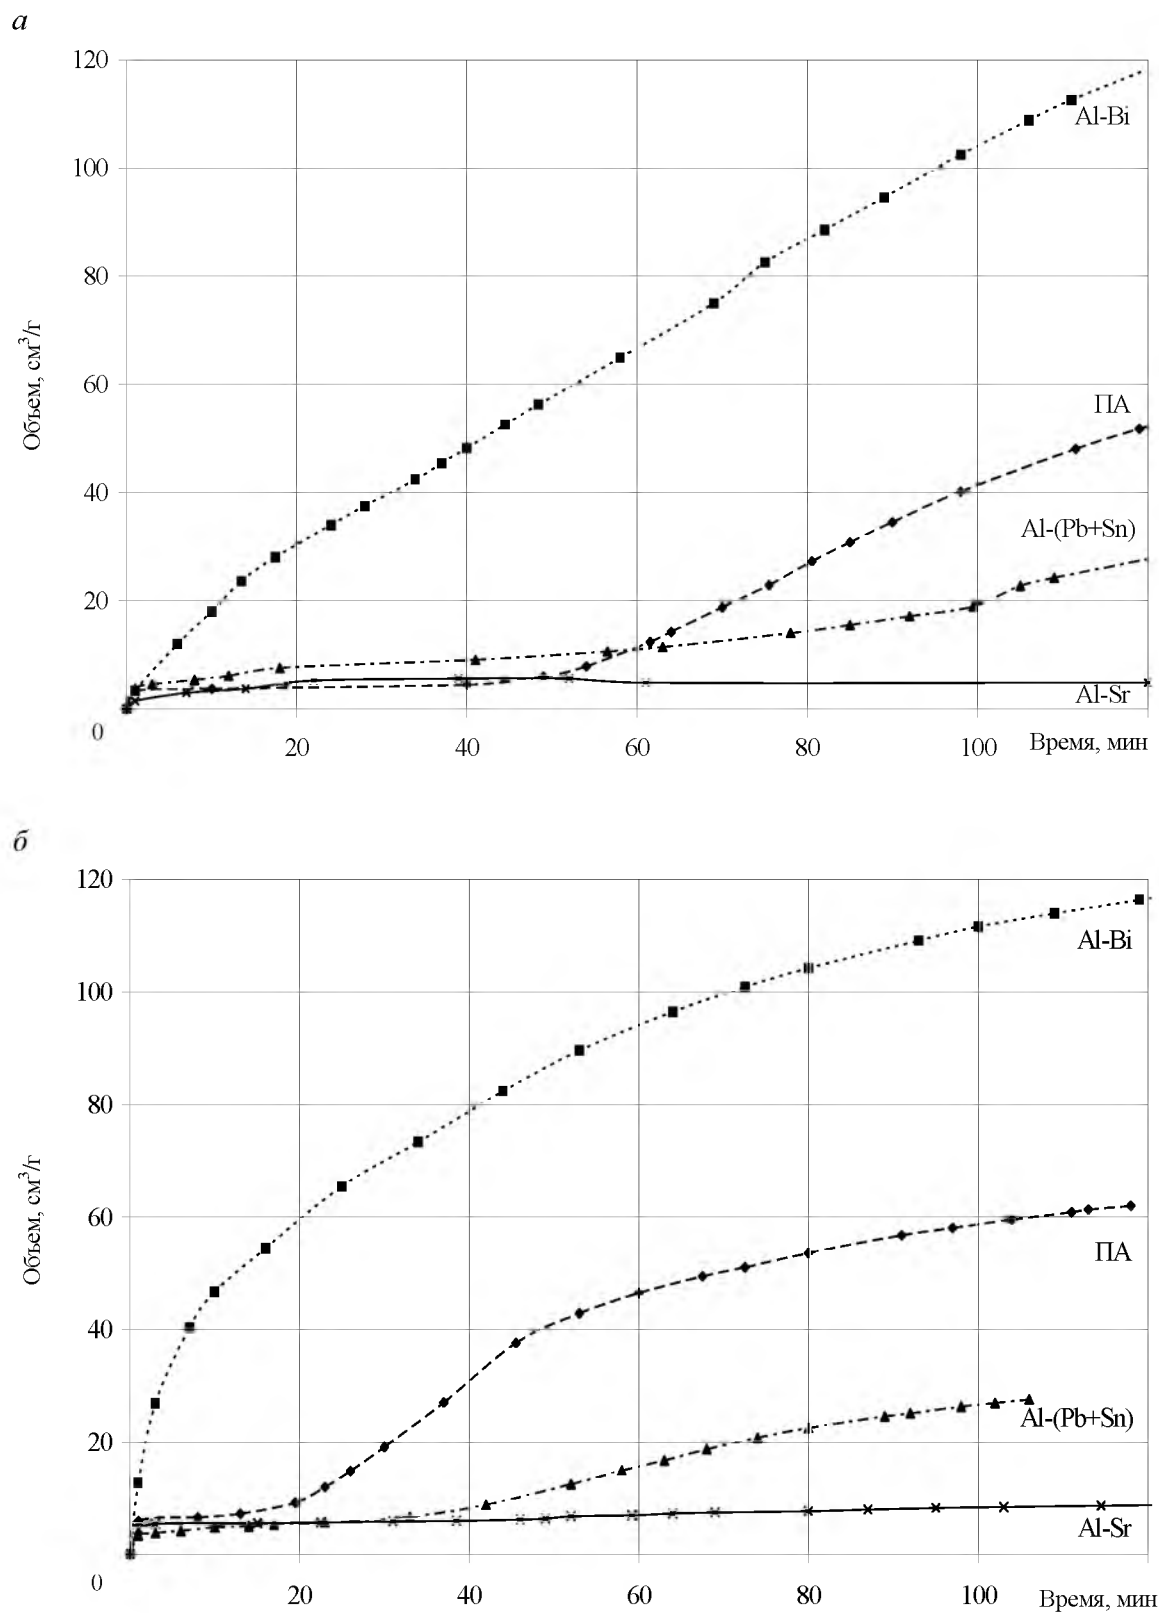 а
120
Al-Bi
100
80
Объем, см³/г
60
ПА
40
Al-(Pb+Sn)
20
Al-Sr
0
20 40 60 80 100 Время, мин
б
120
Al-Bi
100
80
Объем, см³/г
60
ПА
40
Al-(Pb+Sn)
20
Al-Sr
0
20 40 60 80 100 Время, мин